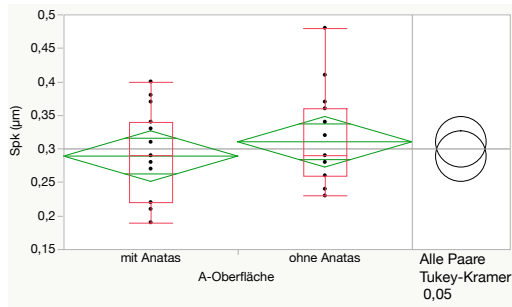 0,5
0,45
0,4
0,35
0,3
0,25
0,2
0,15
Spk (µm)
mit Anatas
ohne Anatas
A-Oberfläche
Alle Paare
Tukey-Kramer
0,05